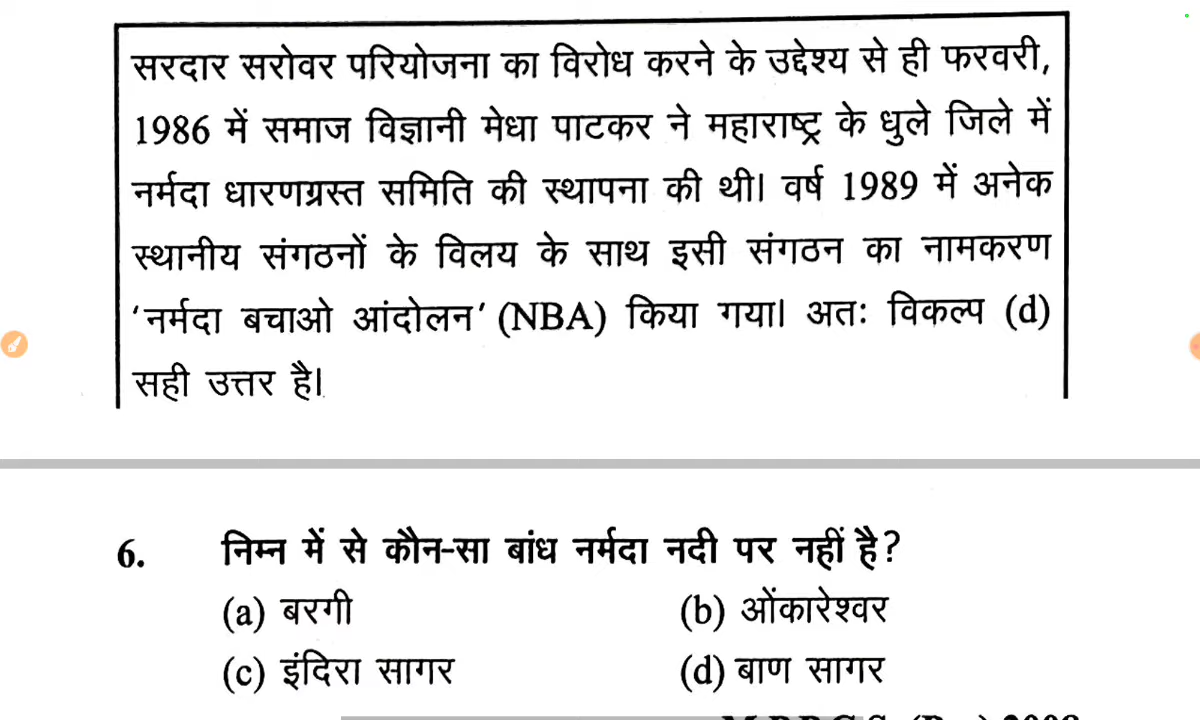 सरदार सरोवर परियोजना का विरोध करने के उद्देश्य से ही फरवरी,
1986 में समाज विज्ञानी मेधा पाटकर ने महाराष्ट्र के धुले जिले में
नर्मदा धारणग्रस्त समिति की स्थापना की थी। वर्ष 1989 में अनेक
स्थानीय संगठनों के विलय के साथ इसी संगठन का नामकरण
'नर्मदा बचाओ आंदोलन' (NBA) किया गया। अतः विकल्प (d)
सही उत्तर है।
6. निम्न में से कौन-सा बांध नर्मदा नदी पर नहीं है?
(a) बरगी (b) ओंकारेश्वर
(c) इंदिरा सागर (d) बाण सागर